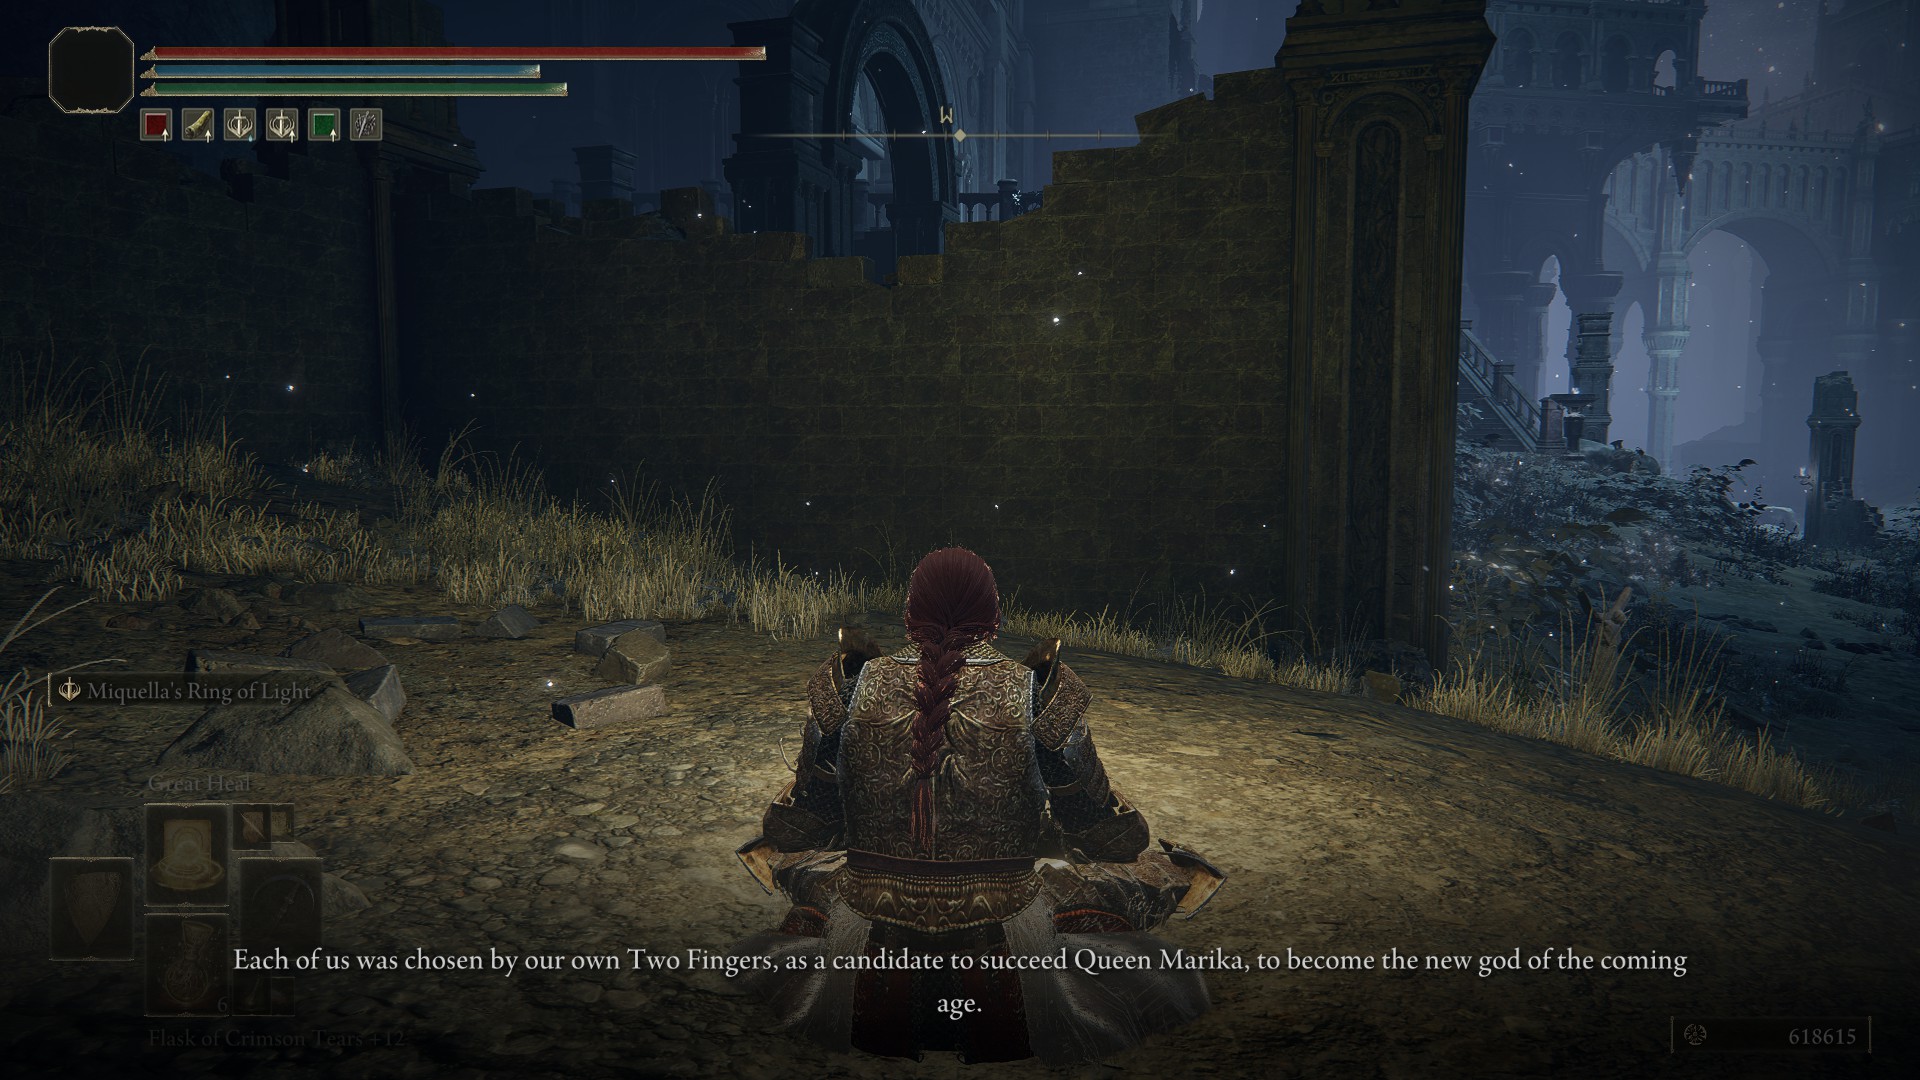 W
Miquella's Ring of Light
Great Heal
6
Each of us was chosen by our own Two Fingers, as a candidate to succeed Queen Marika, to become the new god of the coming
age.
Flask of Crimson Tears +12
618615